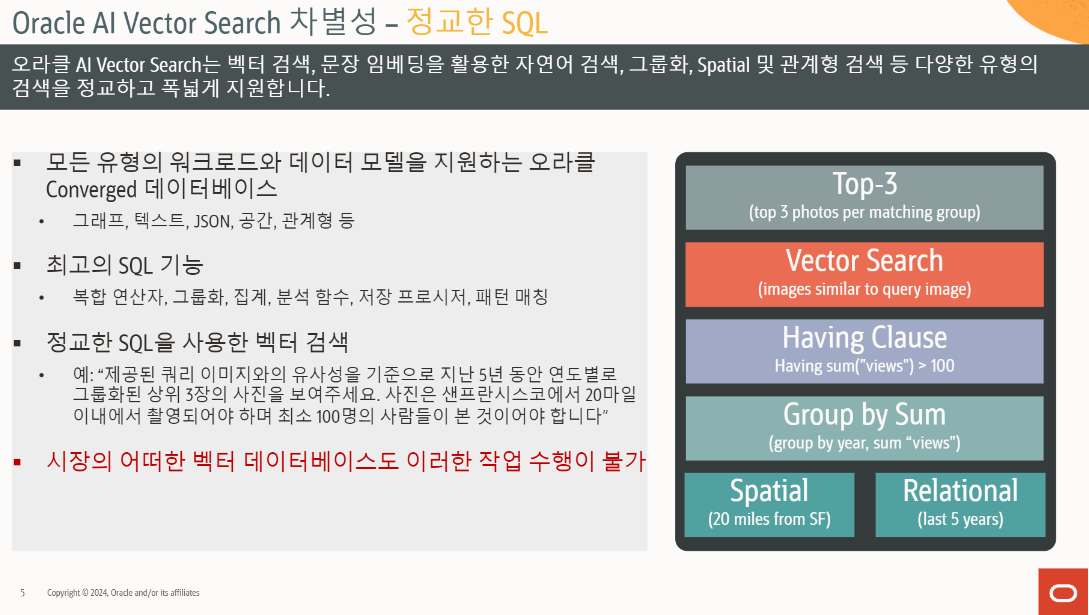 Oracle AI Vector Search 차별성 – 정교한 SQL
오라클 AI Vector Search는 벡터 검색, 문장 임베딩을 활용한 자연어 검색, 그룹화, Spatial 및 관계형 검색 등 다양한 유형의
검색을 정교하고 폭넓게 지원합니다.
▪ 모든 유형의 워크로드와 데이터 모델을 지원하는 오라클
Converged 데이터베이스
• 그래프, 텍스트, JSON, 공간, 관계형 등
▪ 최고의 SQL 기능
• 복합 연산자, 그룹화, 집계, 분석 함수, 저장 프로시저, 패턴 매칭
▪ 정교한 SQL을 사용한 벡터 검색
• 예: “제공된 쿼리 이미지와의 유사성을 기준으로 지난 5년 동안 연도별로
그룹화된 상위 3장의 사진을 보여주세요. 사진은 샌프란시스코에서 20마일
이내에서 촬영되어야 하며 최소 100명의 사람들이 본 것이어야 합니다”
▪ 시장의 어떠한 벡터 데이터베이스도 이러한 작업 수행이 불가
Top-3
(top 3 photos per matching group)
Vector Search
(images similar to query image)
Having Clause
Having sum(”views”) > 100
Group by Sum
(group by year, sum “views”)
Spatial
(20 miles from SF)
Relational
(last 5 years)
5 Copyright © 2024, Oracle and/or its affiliates